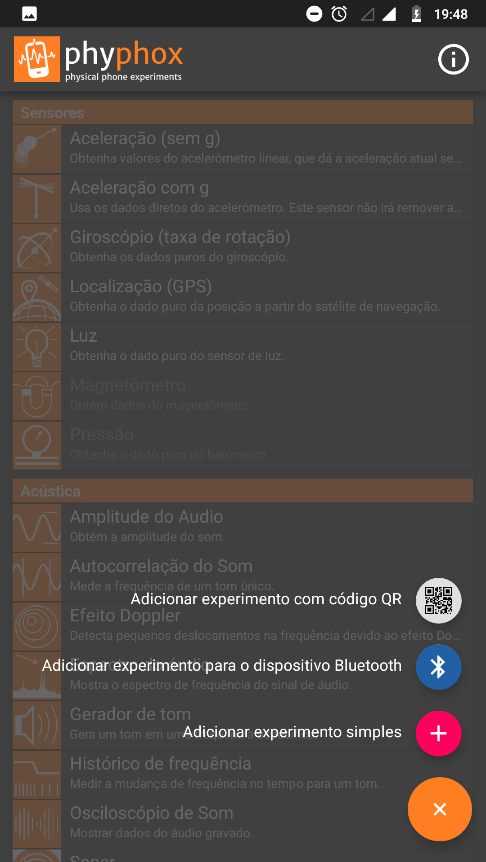 19:48
phyphox
physical phone experiments
Sensores
Aceleração (sem g)
Obtenha valores do acelerômetro linear, que dá a aceleração atual se...
Aceleração com g
Usa os dados diretos do acelerômetro. Este sensor não irá remover a...
Giroscópio (taxa de rotação)
Obtenha os dados puros do giroscópio.
Localização (GPS)
Obtenha o dado puro da posição a partir do satélite de navegação.
Luz
Obtenha o dado puro do sensor de luz.
Magnetômetro
Obtém dados do magnetômetro.
Pressão
Obtenha o dado puro do barômetro.
Acústica
Amplitude do Audio
Obtém a amplitude do som.
Autocorrelação do Som
Mede a frequência de um tom único.
Adicionar experimento com código QR
Efeito Doppler
Detecta pequenos deslocamentos na frequência devido ao efeito Do...
Adicionar experimento para o dispositivo Bluetooth
Mostra o espectro de frequência do sinal de áudio.
Gerador de tom
Gera um tom em
Adicionar experimento simples
Histórico de frequência
Medir a mudança de frequência no tempo para um tom.
Osciloscópio de Som
Mostrar dados do áudio gravado.